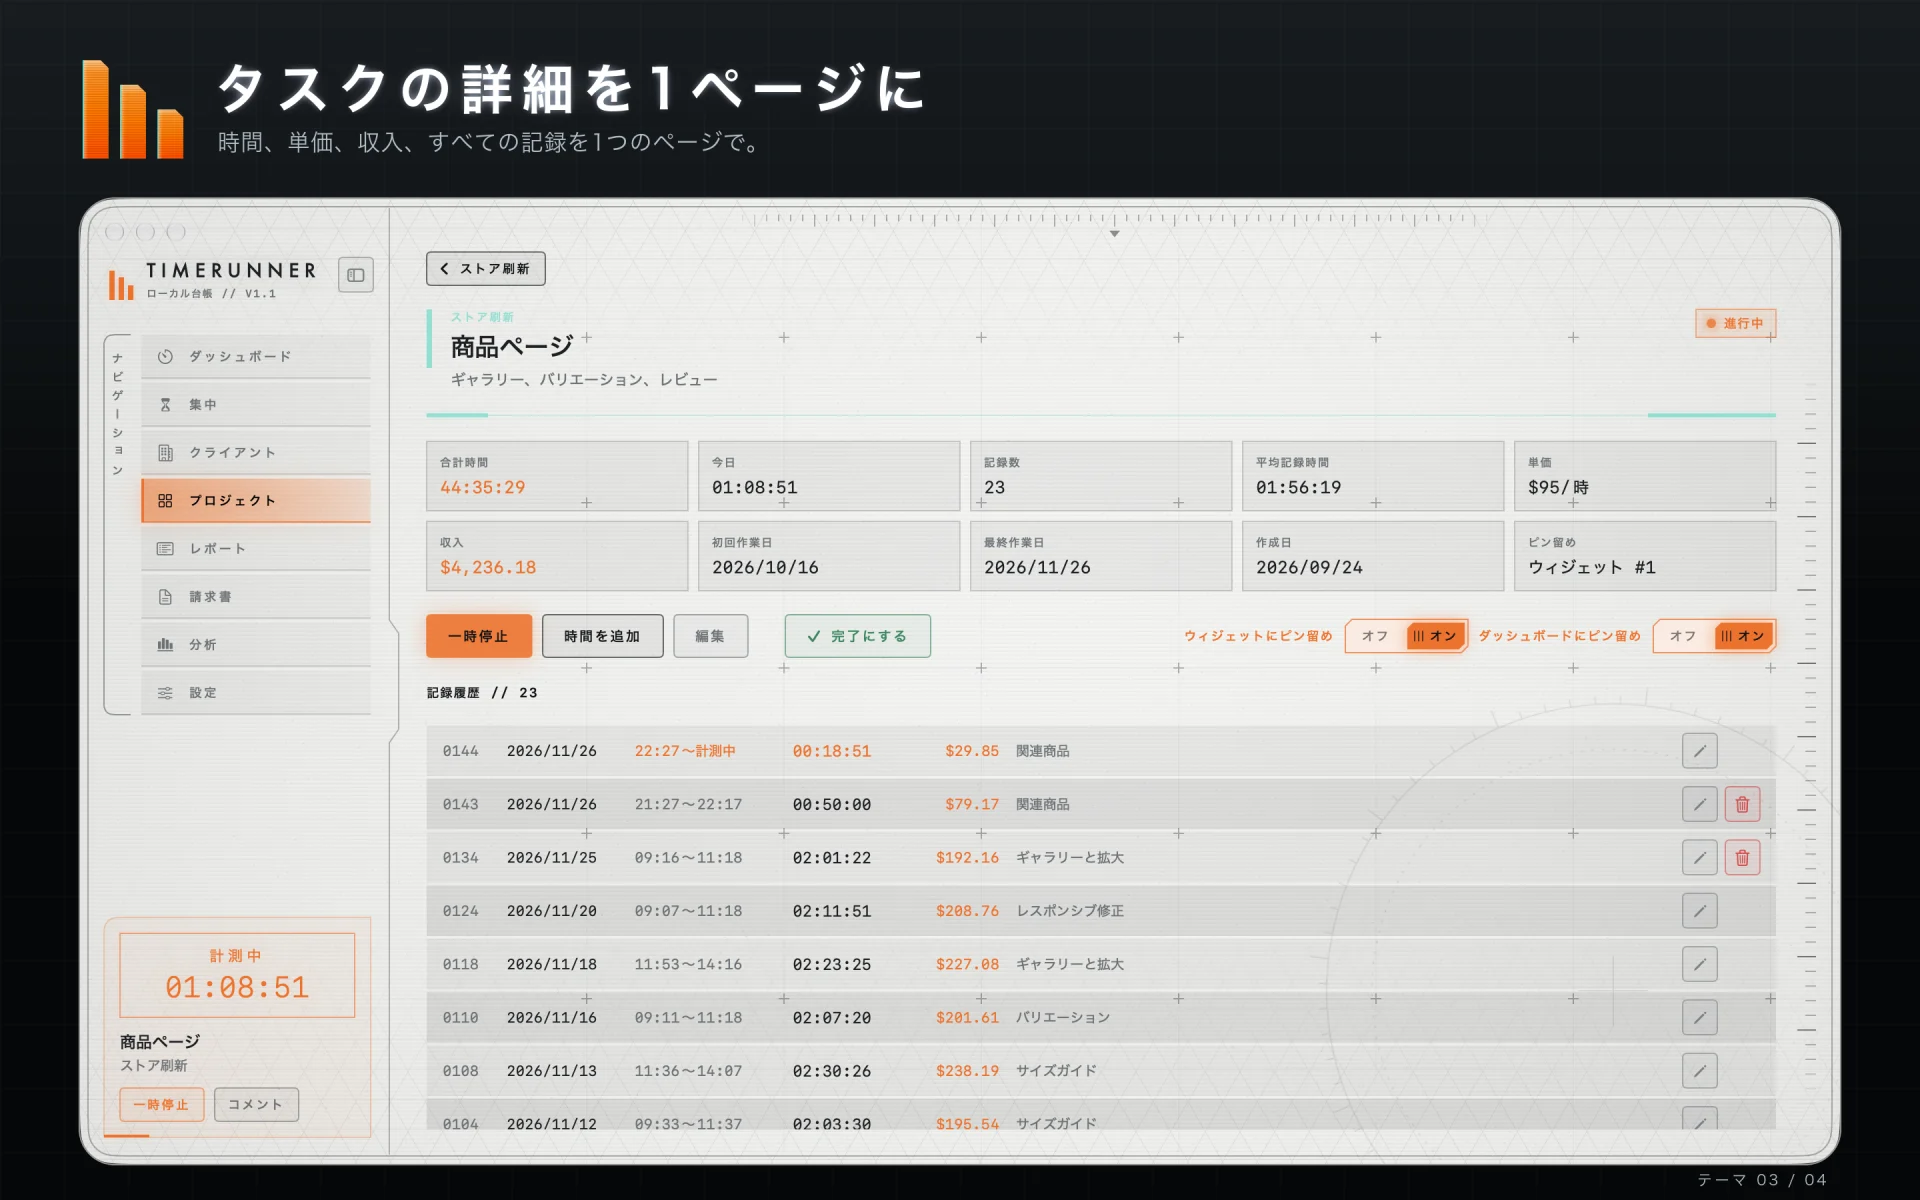 タスクの詳細を1ページに
時間、単価、収入、すべての記録を1つのページで。
TIMERUNNER
ローカル台帳 // V1.1
ナビゲーション
ダッシュボード
集中
クライアント
プロジェクト
レポート
請求書
分析
設定
計測中
01:08:51
商品ページ
ストア刷新
一時停止 コメント
ストア刷新
ストア刷新
商品ページ
ギャラリー、バリエーション、レビュー
進行中
合計時間 今日 記録数 平均記録時間 単価
44:35:29 01:08:51 23 01:56:19 $95/時
収入 初回作業日 最終作業日 作成日 ピン留め
$4,236.18 2026/10/16 2026/11/26 2026/09/24 ウィジェット #1
一時停止 時間を追加 編集 完了にする ウィジェットにピン留め オフ オン ダッシュボードにピン留め オフ オン
記録履歴 // 23
0144 2026/11/26 22:27～計測中 00:18:51 $29.85 関連商品
0143 2026/11/26 21:27～22:17 00:50:00 $79.17 関連商品
0134 2026/11/25 09:16～11:18 02:01:22 $192.16 ギャラリーと拡大
0124 2026/11/20 09:07～11:18 02:11:51 $208.76 レスポンシブ修正
0118 2026/11/18 11:53～14:16 02:23:25 $227.08 ギャラリーと拡大
0110 2026/11/16 09:11～11:18 02:07:20 $201.61 バリエーション
0108 2026/11/13 11:36～14:07 02:30:26 $238.19 サイズガイド
0104 2026/11/12 09:33～11:37 02:03:30 $195.54 サイズガイド
テーマ 03 / 04